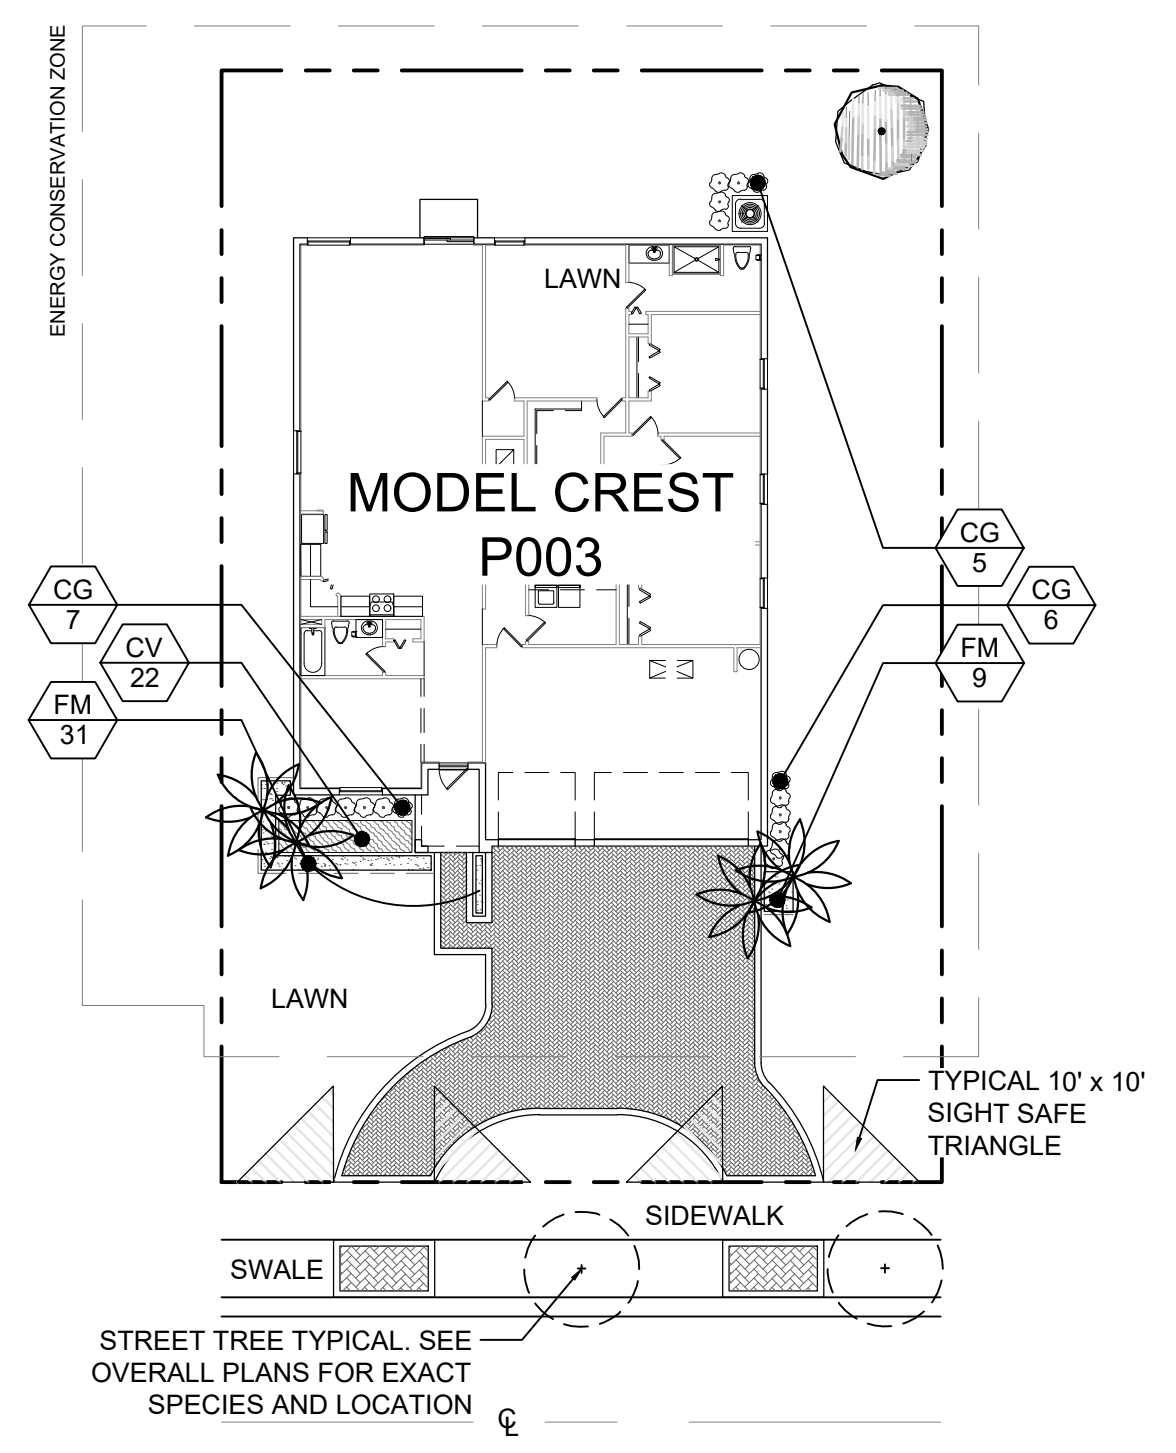 ENERGY CONSERVATION ZONE
LAWN
MODEL CREST
P003
CG
5
CG
6
FM
9
CG
7
CV
22
FM
31
LAWN
TYPICAL 10' x 10'
SIGHT SAFE
TRIANGLE
SIDEWALK
SWALE
STREET TREE TYPICAL. SEE
OVERALL PLANS FOR EXACT
SPECIES AND LOCATION
℄